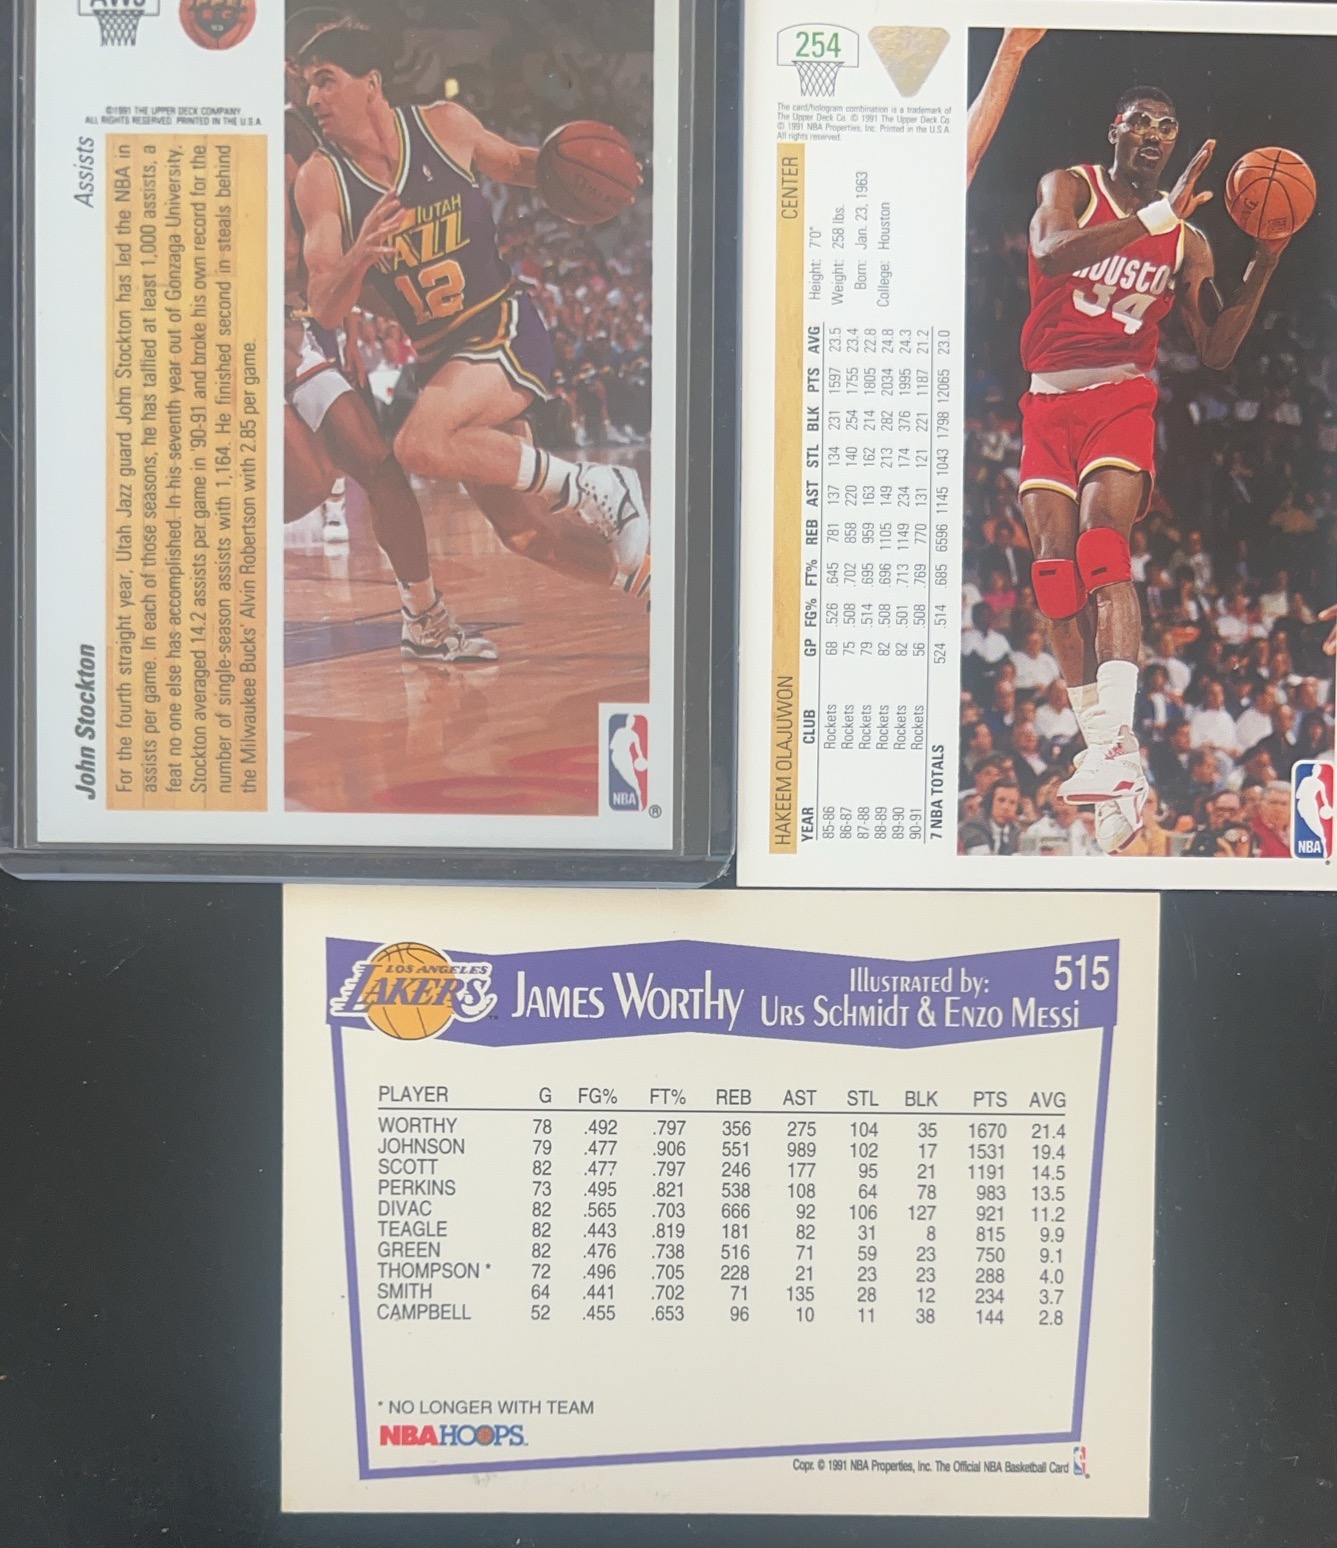 AW3
©1991 THE UPPER DECK COMPANY
ALL RIGHTS RESERVED. PRINTED IN THE U.S.A.
John Stockton Assists
For the fourth straight year, Utah Jazz guard John Stockton has led the NBA in
assists per game. In each of those seasons, he has tallied at least 1,000 assists, a
feat no one else has accomplished. In his seventh year out of Gonzaga University,
Stockton averaged 14.2 assists per game in '90-91 and broke his own record for the
number of single-season assists with 1,164. He finished second in steals behind
the Milwaukee Bucks' Alvin Robertson with 2.85 per game.
UTAH
JAZZ
12
NBA
®
254
The card/hologram combination is a trademark of
The Upper Deck Co. © 1991 The Upper Deck Co.
© 1991 NBA Properties, Inc. Printed in the U.S.A.
All rights reserved.
HAKEEM OLAJUWON CENTER
Height: 7'0"
Weight: 258 lbs.
Born: Jan. 23, 1963
College: Houston
YEAR CLUB GP FG% FT% REB AST STL BLK PTS AVG
85-86 Rockets 68 .526 .645 781 137 134 231 1597 23.5
86-87 Rockets 75 .508 .702 858 220 140 254 1755 23.4
87-88 Rockets 79 .514 .695 959 163 162 214 1805 22.8
88-89 Rockets 82 .508 .696 1105 149 213 282 2034 24.8
89-90 Rockets 82 .501 .713 1149 234 174 376 1995 24.3
90-91 Rockets 56 .508 .769 770 131 121 221 1187 21.2
7 NBA TOTALS 524 .514 .685 6596 1145 1043 1798 12065 23.0
HOUSTO
34
NBA
LOS ANGELES
LAKERS
JAMES WORTHY
ILLUSTRATED by:
URS SCHMIDT & ENZO MESSI
515
PLAYER G FG% FT% REB AST STL BLK PTS AVG
WORTHY 78 .492 .797 356 275 104 35 1670 21.4
JOHNSON 79 .477 .906 551 989 102 17 1531 19.4
SCOTT 82 .477 .797 246 177 95 21 1191 14.5
PERKINS 73 .495 .821 538 108 64 78 983 13.5
DIVAC 82 .565 .703 666 92 106 127 921 11.2
TEAGLE 82 .443 .819 181 82 31 8 815 9.9
GREEN 82 .476 .738 516 71 59 23 750 9.1
THOMPSON * 72 .496 .705 228 21 23 23 288 4.0
SMITH 64 .441 .702 71 135 28 12 234 3.7
CAMPBELL 52 .455 .653 96 10 11 38 144 2.8
* NO LONGER WITH TEAM
NBA HOOPS
Copr. © 1991 NBA Properties, Inc. The Official NBA Basketball Card